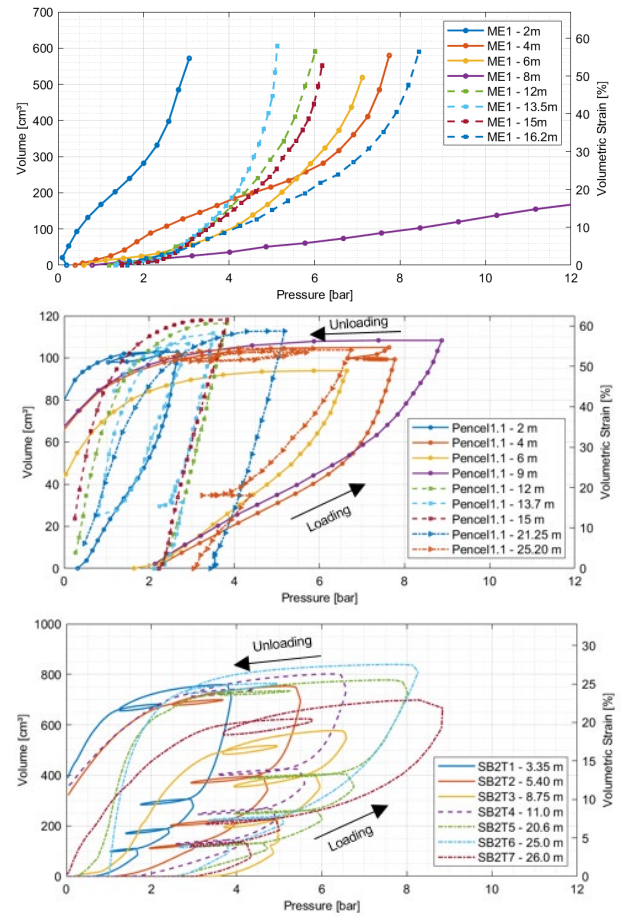 700
600
500
400
300
200
100
0
Volume [cm³]
0
2
4
6
8
10
12
Pressure [bar]
60
50
40
30
20
10
0
Volumetric Strain [%]
ME1 - 2m
ME1 - 4m
ME1 - 6m
ME1 - 8m
ME1 - 12m
ME1 - 13.5m
ME1 - 15m
ME1 - 16.2m
120
100
80
60
40
20
0
Volume [cm³]
0
2
4
6
8
10
12
Pressure [bar]
60
50
40
30
20
10
0
Volumetric Strain [%]
Unloading
Loading
Pencel1.1 - 2 m
Pencel1.1 - 4 m
Pencel1.1 - 6 m
Pencel1.1 - 9 m
Pencel1.1 - 12 m
Pencel1.1 - 13.7 m
Pencel1.1 - 15 m
Pencel1.1 - 21.25 m
Pencel1.1 - 25.20 m
1000
800
600
400
200
0
Volume [cm³]
0
2
4
6
8
10
12
Pressure [bar]
30
25
20
15
10
5
0
Volumetric Strain [%]
Unloading
Loading
SB2T1 - 3.35 m
SB2T2 - 5.40 m
SB2T3 - 8.75 m
SB2T4 - 11.0 m
SB2T5 - 20.6 m
SB2T6 - 25.0 m
SB2T7 - 26.0 m